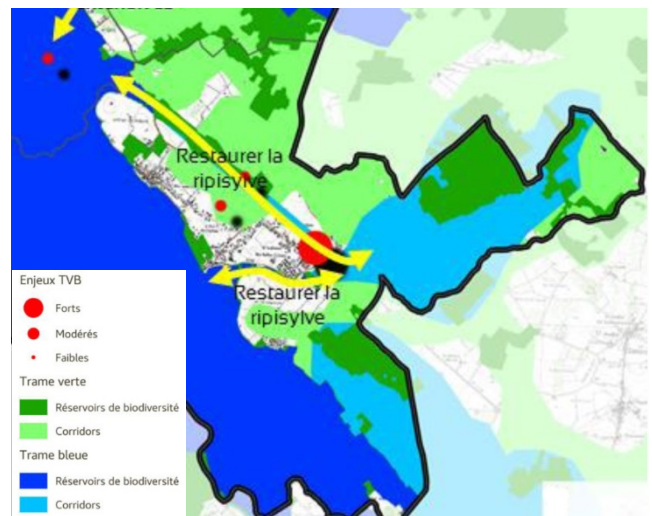 Restaurer la
ripisylve
Restaurer la
ripisylve
Enjeux TVB
Forts
Modérés
Faibles
Trame verte
Réservoirs de biodiversité
Corridors
Trame bleue
Réservoirs de biodiversité
Corridors